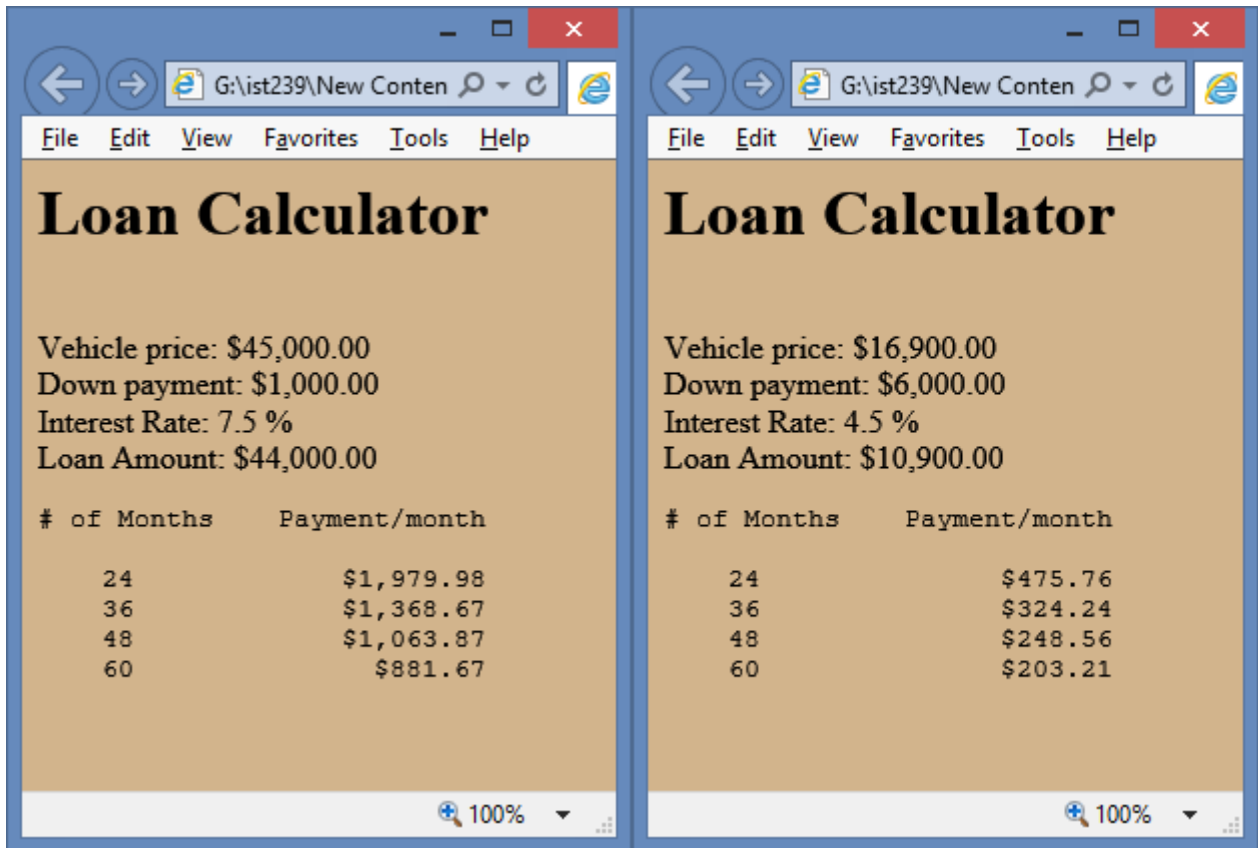 G:\ist239\New Conten
File Edit View Favorites Tools Help
Loan Calculator
Vehicle price: $45,000.00
Down payment: $1,000.00
Interest Rate: 7.5 %
Loan Amount: $44,000.00
# of Months Payment/month
24 $1,979.98
36 $1,368.67
48 $1,063.87
60 $881.67
100%
G:\ist239\New Conten
File Edit View Favorites Tools Help
Loan Calculator
Vehicle price: $16,900.00
Down payment: $6,000.00
Interest Rate: 4.5 %
Loan Amount: $10,900.00
# of Months Payment/month
24 $475.76
36 $324.24
48 $248.56
60 $203.21
100%